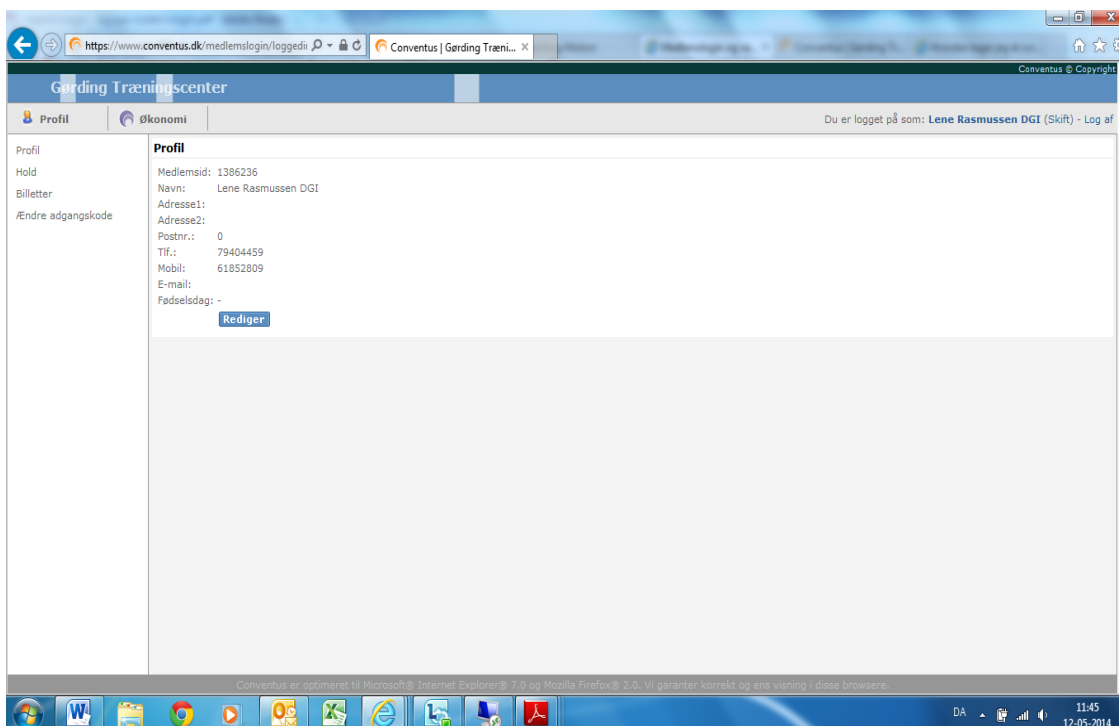 https://www.conventus.dk/medlemslogin/loggedii
Conventus | Gørding Træni...
Conventus © Copyright
Gørding Træningscenter
Profil
Økonomi
Du er logget på som: Lene Rasmussen DGI (Skift) - Log af
Profil
Hold
Billetter
Ændre adgangskode
Profil
Medlemsid: 1386236
Navn: Lene Rasmussen DGI
Adresse1:
Adresse2:
Postnr.: 0
Tlf.: 79404459
Mobil: 61852809
E-mail:
Fødselsdag: -
Rediger
Conventus er optimeret til Microsoft® Internet Explorer® 7.0 og Mozilla Firefox® 2.0. Vi garanter korrekt og ens visning i disse browsere.
DA
11:45
12-05-2014